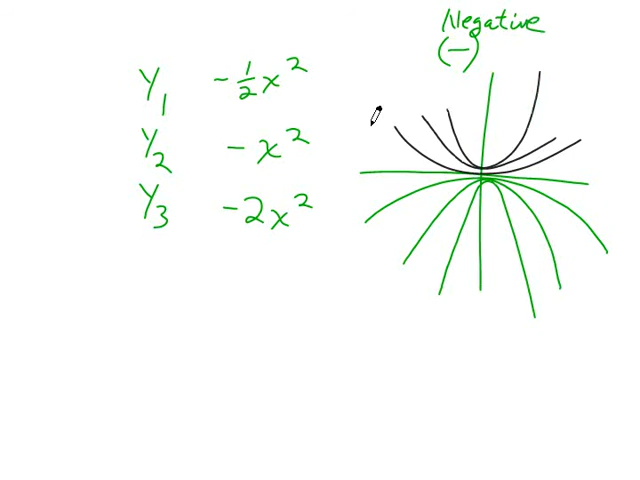 Negative
(−)
Y₁ -½x²
Y₂ -x²
Y₃ -2x²